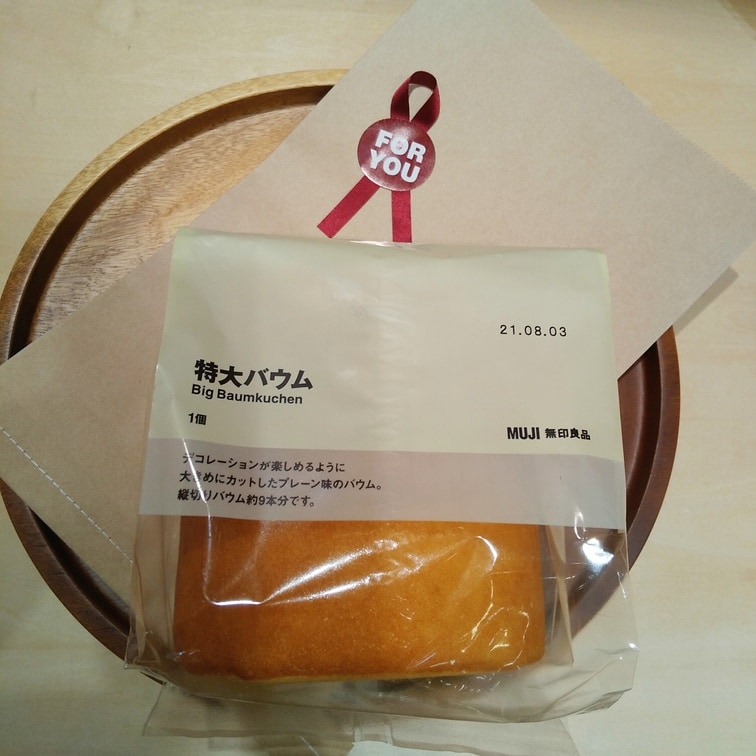 FOR
YOU
21.08.03
特大バウム
Big Baumkuchen
1個
MUJI 無印良品
デコレーションが楽しめるように
大きめにカットしたプレーン味のバウム。
縦切りバウム約9本分です。